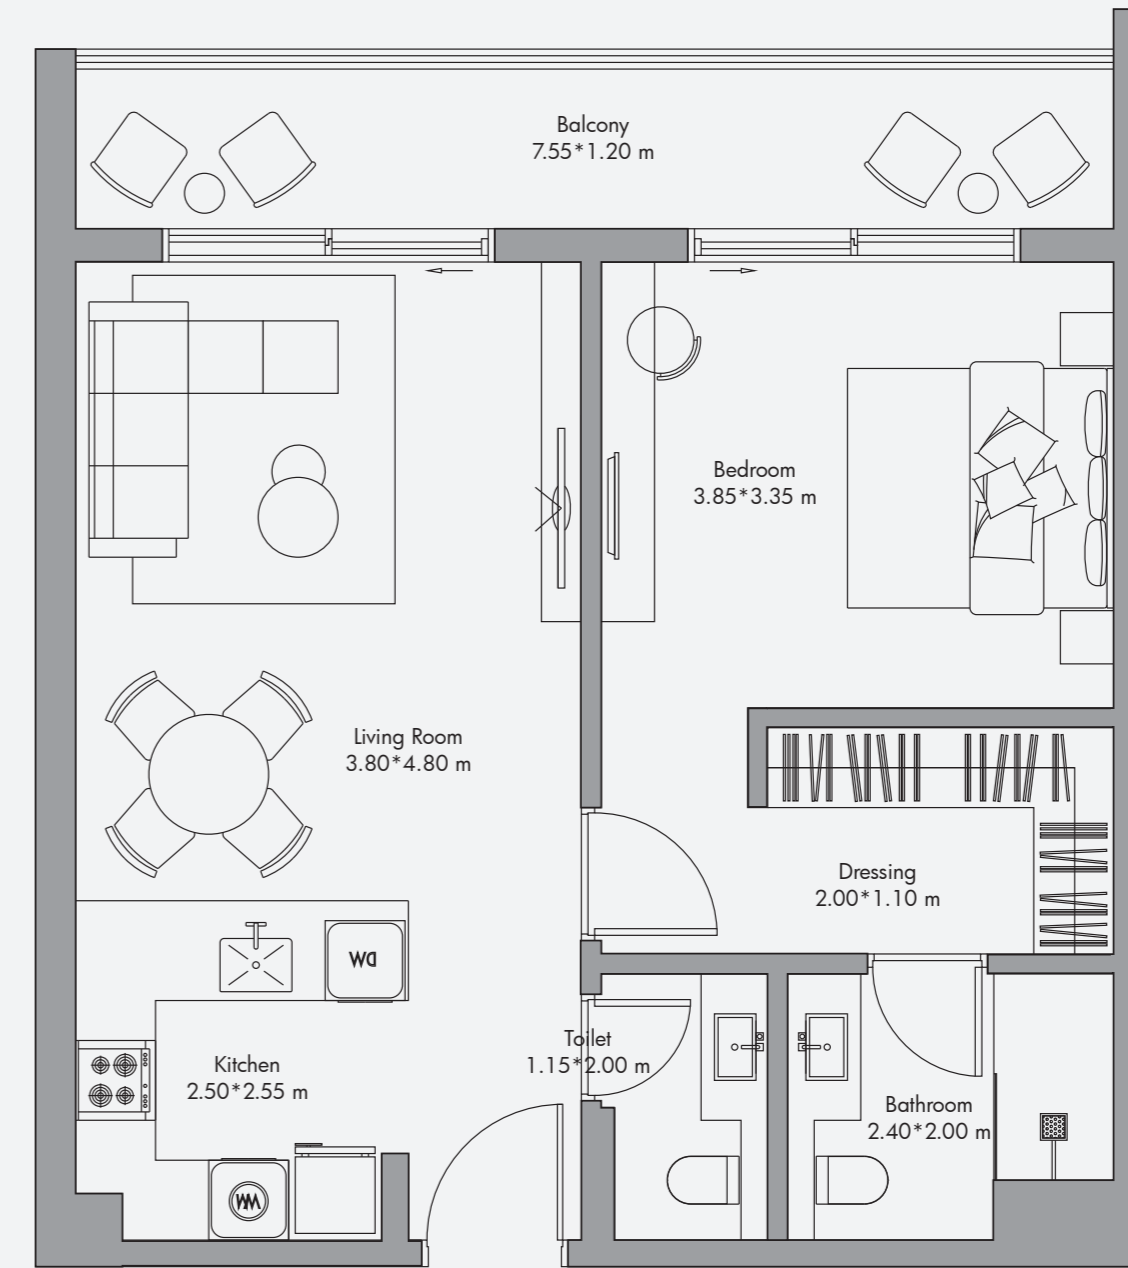 Balcony
7.55*1.20 m
Bedroom
3.85*3.35 m
Living Room
3.80*4.80 m
Dressing
2.00*1.10 m
DW
Toilet
1.15*2.00 m
Kitchen
2.50*2.55 m
Bathroom
2.40*2.00 m
WM